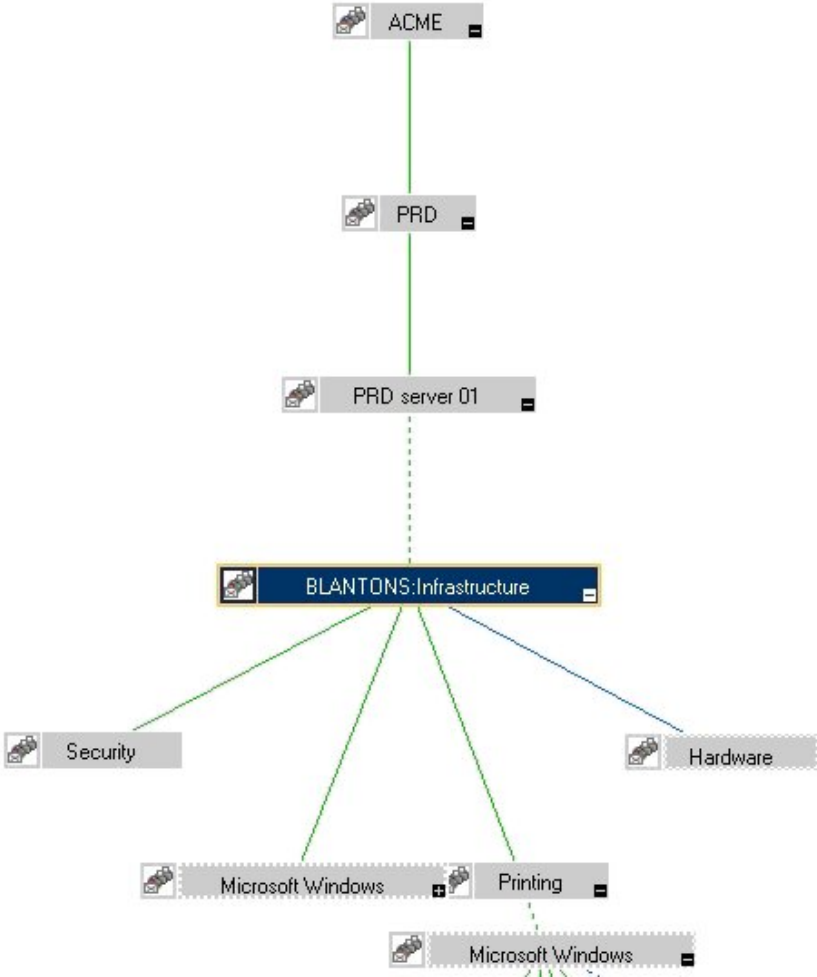 ACME
PRD
PRD server 01
BLANTONS:Infrastructure
Security
Hardware
Microsoft Windows
Printing
Microsoft Windows